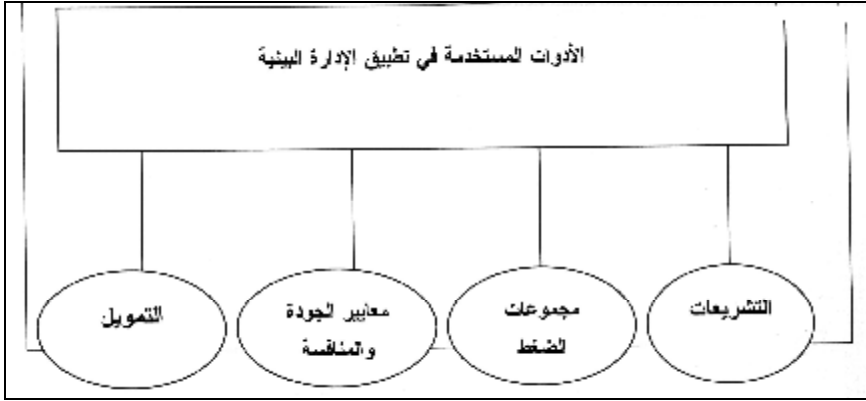 الأدوات المستخدمة في تطبيق الإدارة البيئية
التشريعات
مجموعات
الضغط
معايير الجودة
والمنافسة
التمويل